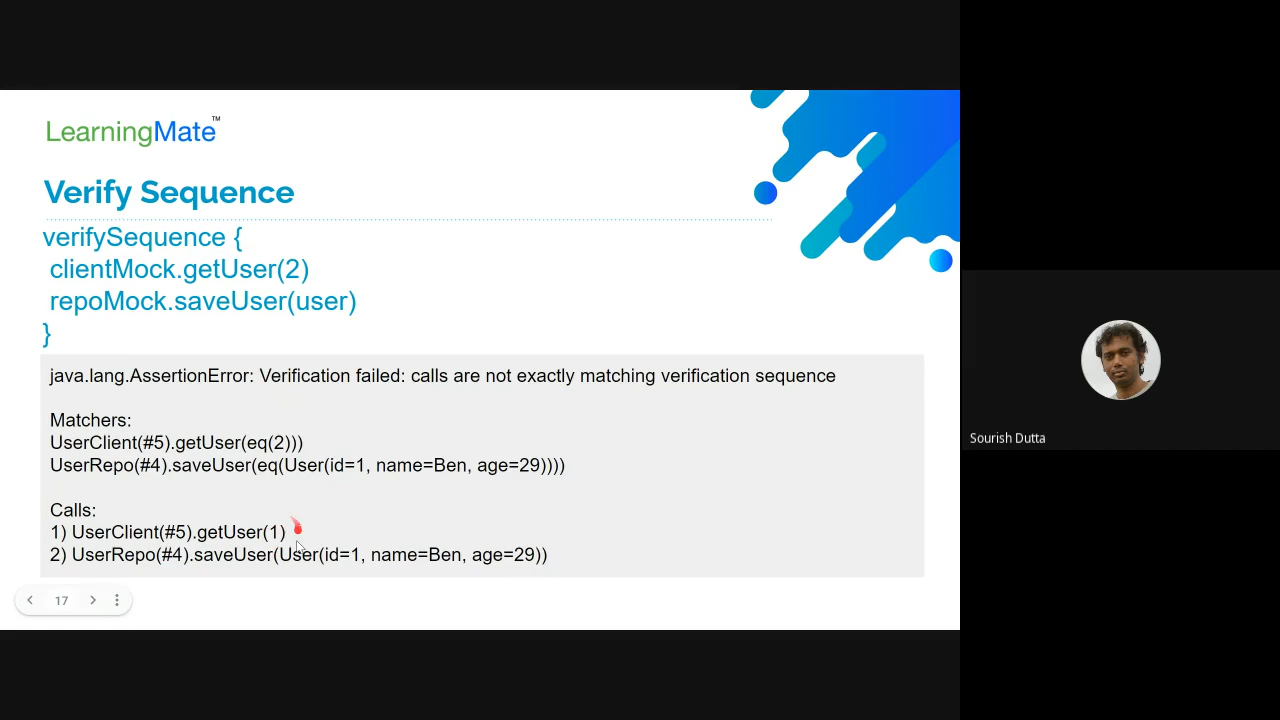 LearningMate™
Verify Sequence
verifySequence {
clientMock.getUser(2)
repoMock.saveUser(user)
}
java.lang.AssertionError: Verification failed: calls are not exactly matching verification sequence
Matchers:
UserClient(#5).getUser(eq(2)))
UserRepo(#4).saveUser(eq(User(id=1, name=Ben, age=29))))
Calls:
1) UserClient(#5).getUser(1)
2) UserRepo(#4).saveUser(User(id=1, name=Ben, age=29))
17
Sourish Dutta